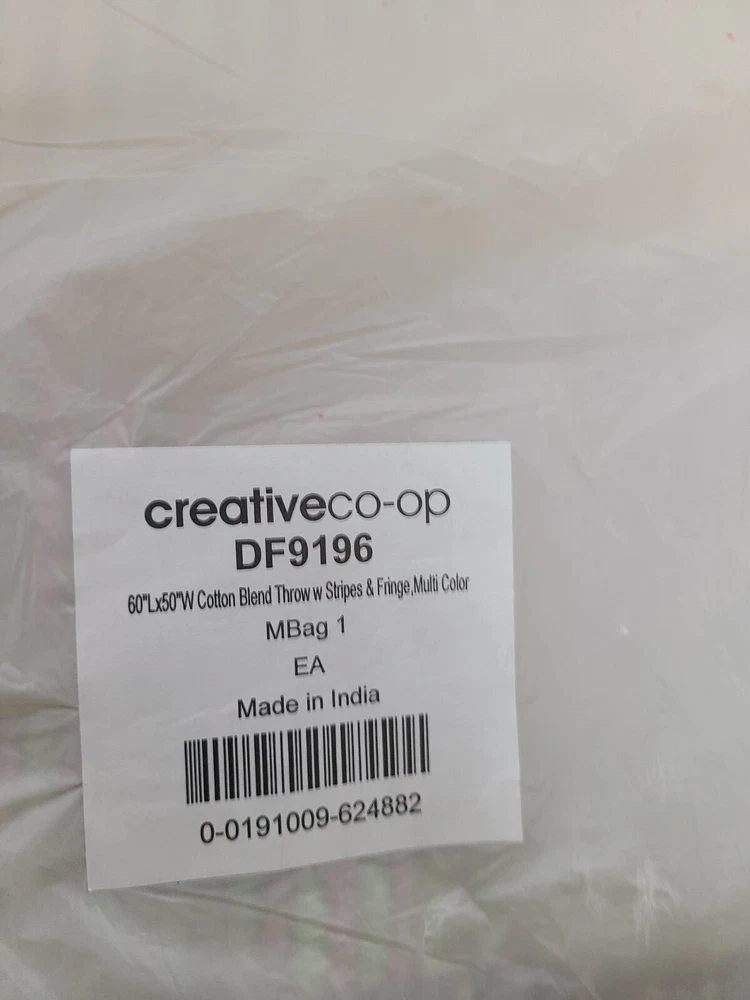 creativeco-op
DF9196
60"Lx50"W Cotton Blend Throw w Stripes & Fringe,Multi Color
MBag 1
EA
Made in India
0-0191009-624882